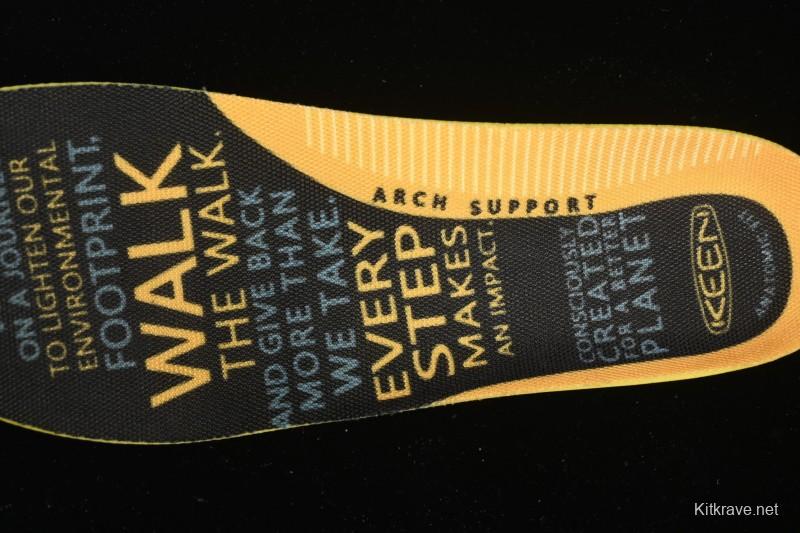 ON A JOURNE
TO LIGHTEN OUR
ENVIRONMENTAL
FOOTPRINT.
WALK
THE WALK.
AND GIVE BACK
MORE THAN
WE TAKE.
EVERY
STEP
MAKES
AN IMPACT.
ARCH SUPPORT
CONSCIOUSLY
CREATED
FOR A BETTER
PLANET
KEEN
Kitkrave.net